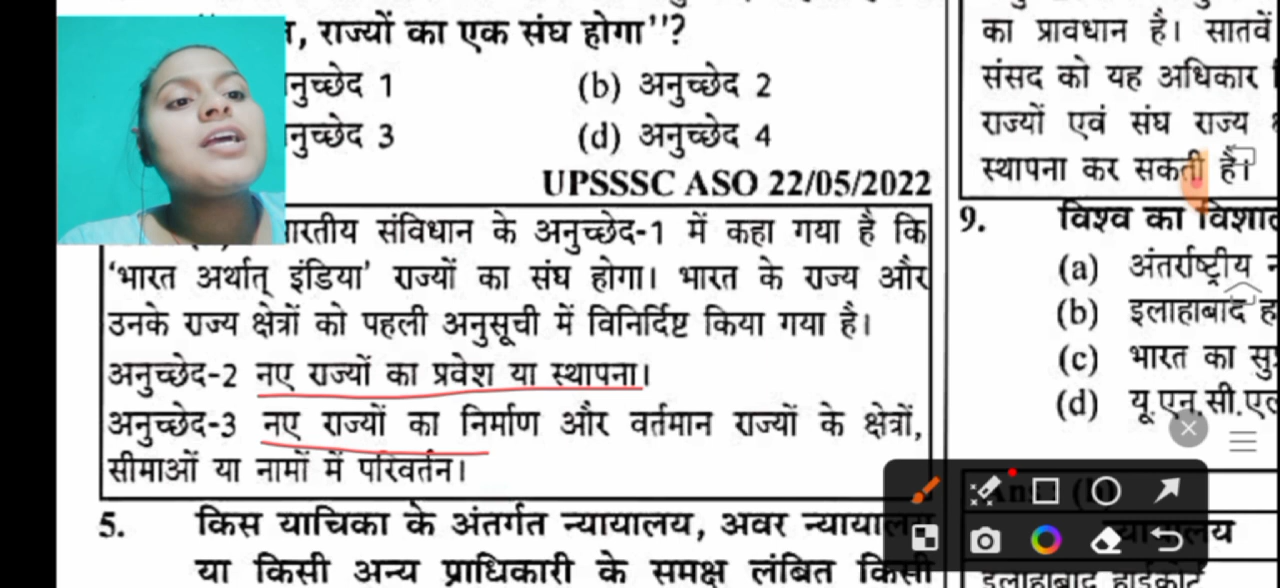 , राज्यों का एक संघ होगा''?
नुच्छेद 1
(b) अनुच्छेद 2
नुच्छेद 3
(d) अनुच्छेद 4
UPSSSC ASO 22/05/2022
भारतीय संविधान के अनुच्छेद-1 में कहा गया है कि
'भारत अर्थात् इंडिया' राज्यों का संघ होगा। भारत के राज्य और
उनके राज्य क्षेत्रों को पहली अनुसूची में विनिर्दिष्ट किया गया है।
अनुच्छेद-2 नए राज्यों का प्रवेश या स्थापना।
अनुच्छेद-3 नए राज्यों का निर्माण और वर्तमान राज्यों के क्षेत्रों,
सीमाओं या नामों में परिवर्तन।
5. किस याचिका के अंतर्गत न्यायालय, अवर न्यायालय
या किसी अन्य प्राधिकारी के समक्ष लंबित किसी
का प्रावधान है। सातवें
संसद को यह अधिकार
राज्यों एवं संघ राज्य
स्थापना कर सकती है।
9. विश्व का विशाल
(a) अंतर्राष्ट्रीय
(b) इलाहाबाद ह
(c) भारत का सु
(d) यू.एन.सी.एल
Ans : (b)
न्यायालय
इलाहाबाद हाईकोर्ट